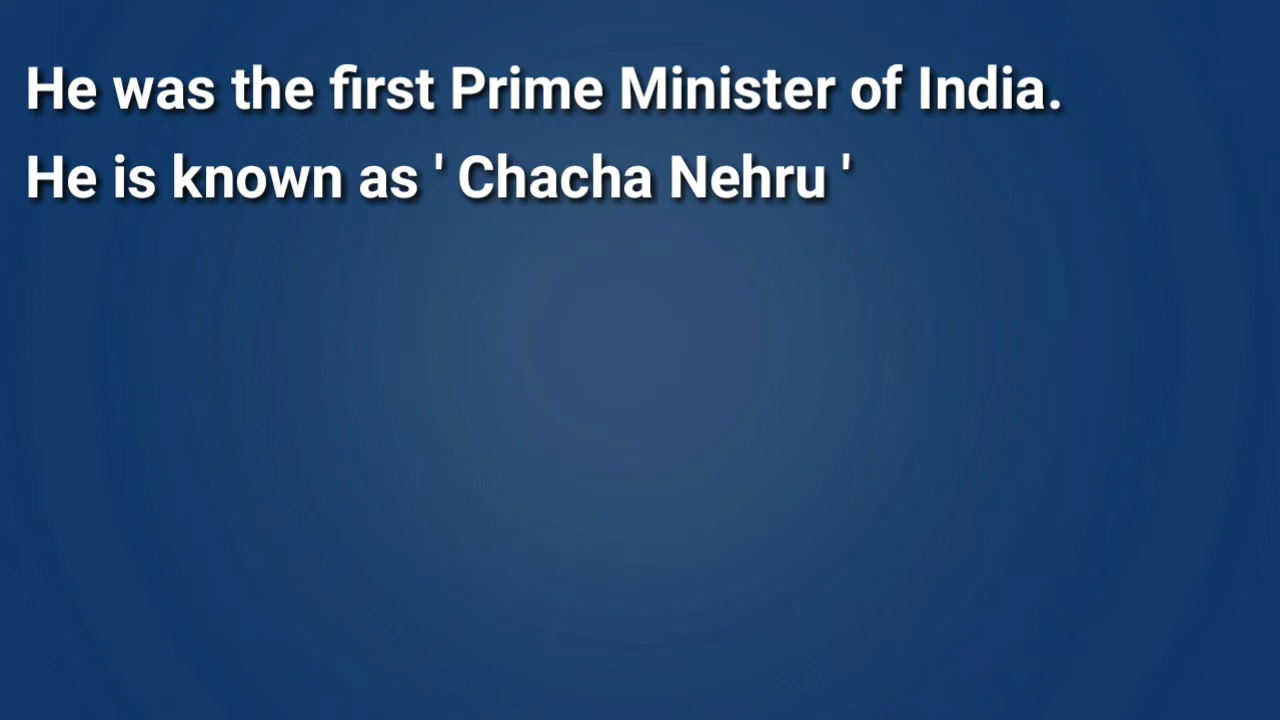 He was the first Prime Minister of India.
He is known as ' Chacha Nehru '